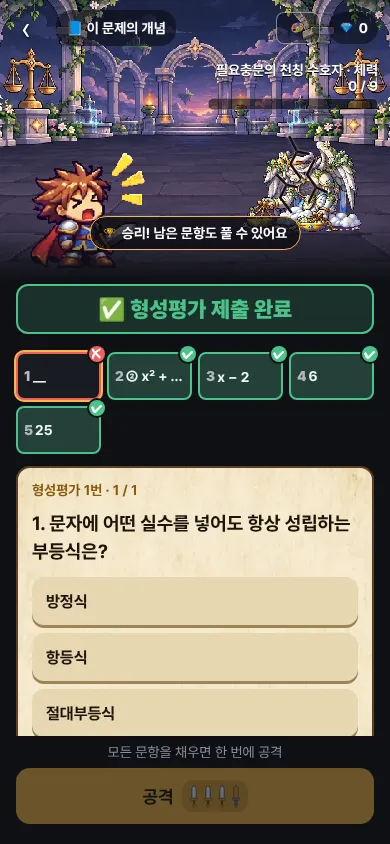 이 문제의 개념
0
필요충분의 천칭 수호자 · 체력
0 / 9
승리! 남은 문항도 풀 수 있어요
형성평가 제출 완료
1 __
2 ② x² + ...
3 x − 2
4 6
5 25
형성평가 1번 · 1 / 1
1. 문자에 어떤 실수를 넣어도 항상 성립하는
부등식은?
방정식
항등식
절대부등식
모든 문항을 채우면 한 번에 공격
공격